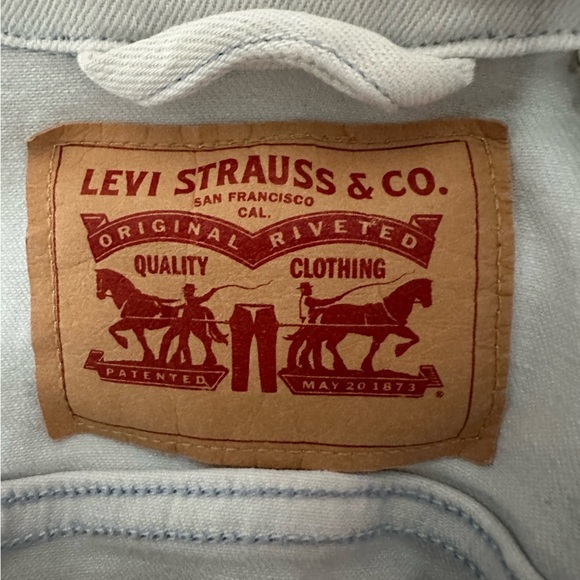 LEVI STRAUSS & CO.
SAN FRANCISCO
CAL.
ORIGINAL RIVETED
QUALITY CLOTHING
PATENTED MAY 20 1873 ®